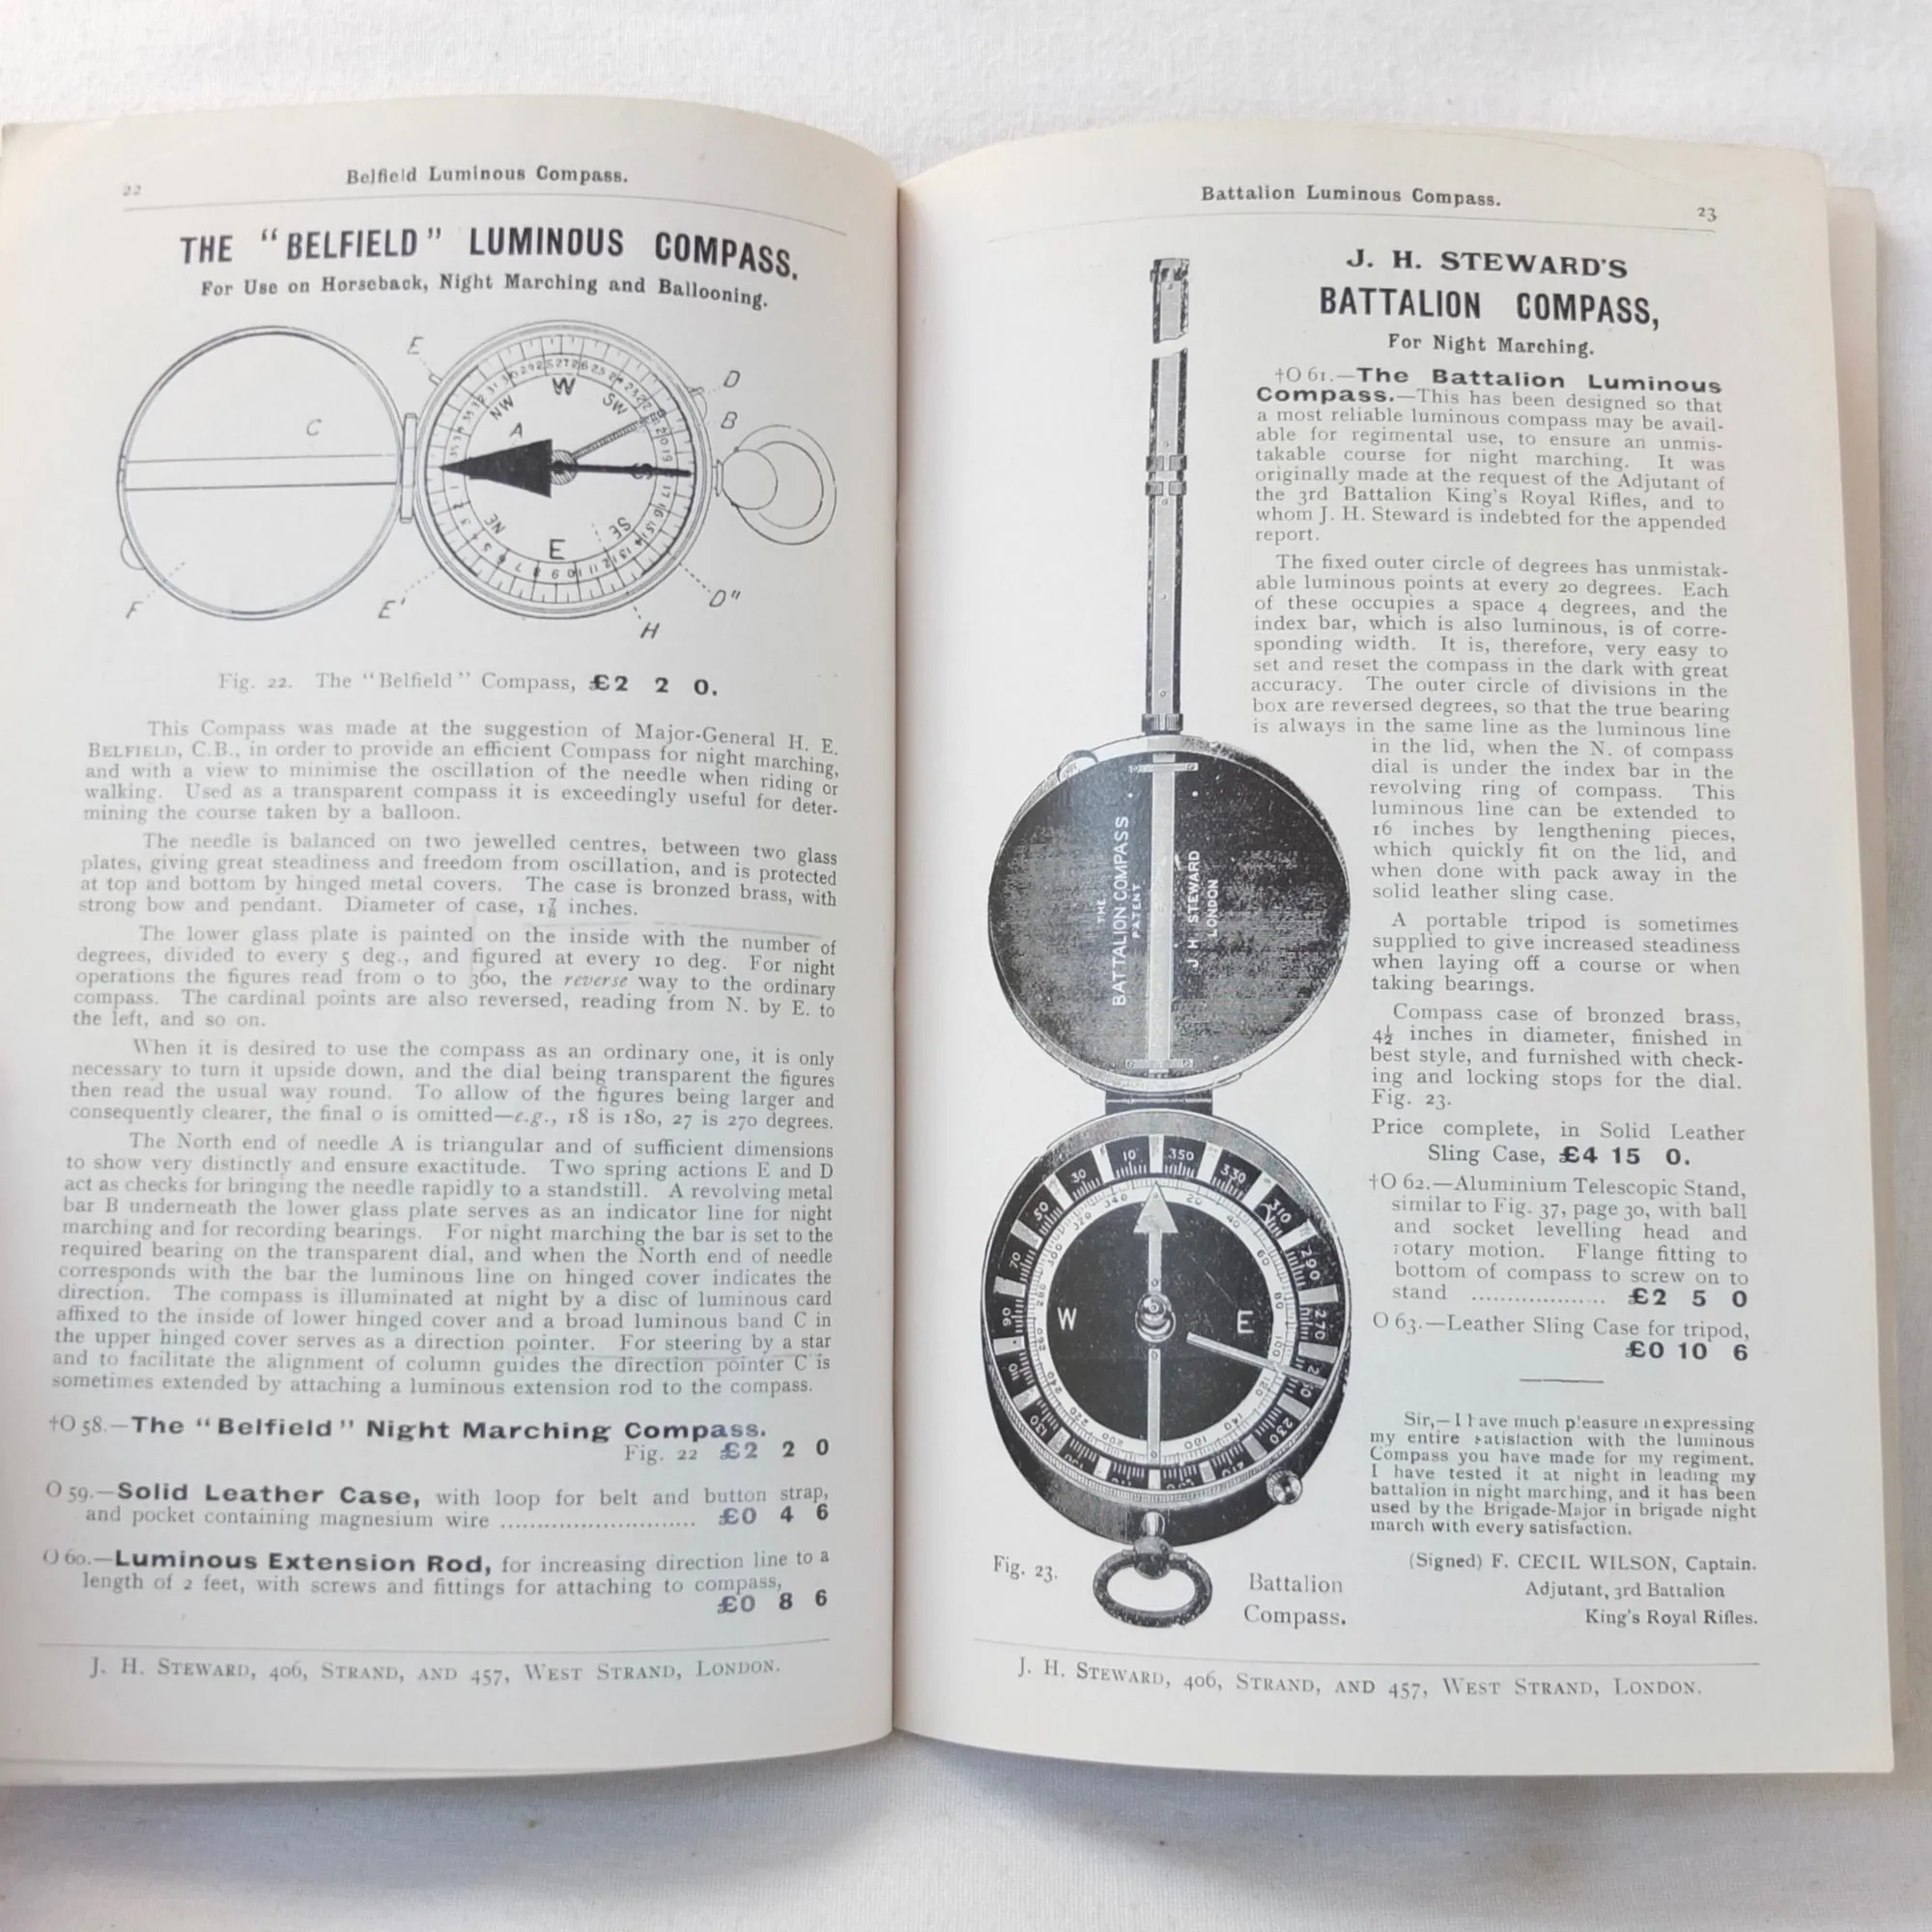 22
Belfield Luminous Compass.
THE "BELFIELD" LUMINOUS COMPASS.
For Use on Horseback, Night Marching and Ballooning.
C
E
D
B
A
W
NW
SW
S
NE
SE
E
F
E'
D"
H
Fig. 22. The "Belfield" Compass, £2 2 0.
This Compass was made at the suggestion of Major-General H. E.
BELFIELD, C.B., in order to provide an efficient Compass for night marching,
and with a view to minimise the oscillation of the needle when riding or
walking. Used as a transparent compass it is exceedingly useful for deter-
mining the course taken by a balloon.
The needle is balanced on two jewelled centres, between two glass
plates, giving great steadiness and freedom from oscillation, and is protected
at top and bottom by hinged metal covers. The case is bronzed brass, with
strong bow and pendant. Diameter of case, 1⅞ inches.
The lower glass plate is painted on the inside with the number of
degrees, divided to every 5 deg., and figured at every 10 deg. For night
operations the figures read from 0 to 360, the reverse way to the ordinary
compass. The cardinal points are also reversed, reading from N. by E. to
the left, and so on.
When it is desired to use the compass as an ordinary one, it is only
necessary to turn it upside down, and the dial being transparent the figures
then read the usual way round. To allow of the figures being larger and
consequently clearer, the final 0 is omitted—e.g., 18 is 180, 27 is 270 degrees.
The North end of needle A is triangular and of sufficient dimensions
to show very distinctly and ensure exactitude. Two spring actions E and D
act as checks for bringing the needle rapidly to a standstill. A revolving metal
bar B underneath the lower glass plate serves as an indicator line for night
marching and for recording bearings. For night marching the bar is set to the
required bearing on the transparent dial, and when the North end of needle
corresponds with the bar the luminous line on hinged cover indicates the
direction. The compass is illuminated at night by a disc of luminous card
affixed to the inside of lower hinged cover and a broad luminous band C in
the upper hinged cover serves as a direction pointer. For steering by a star
and to facilitate the alignment of column guides the direction pointer C is
sometimes extended by attaching a luminous extension rod to the compass.
†O 58.—The "Belfield" Night Marching Compass.
Fig. 22 £2 2 0
O 59.—Solid Leather Case, with loop for belt and button strap,
and pocket containing magnesium wire ........................... £0 4 6
O 60.—Luminous Extension Rod, for increasing direction line to a
length of 2 feet, with screws and fittings for attaching to compass,
£0 8 6
J. H. STEWARD, 406, STRAND, AND 457, WEST STRAND, LONDON.
Battalion Luminous Compass.
23
J. H. STEWARD'S
BATTALION COMPASS,
For Night Marching.
†O 61.—The Battalion Luminous
Compass.—This has been designed so that
a most reliable luminous compass may be avail-
able for regimental use, to ensure an unmis-
takable course for night marching. It was
originally made at the request of the Adjutant of
the 3rd Battalion King's Royal Rifles, and to
whom J. H. Steward is indebted for the appended
report.
The fixed outer circle of degrees has unmistak-
able luminous points at every 20 degrees. Each
of these occupies a space 4 degrees, and the
index bar, which is also luminous, is of corre-
sponding width. It is, therefore, very easy to
set and reset the compass in the dark with great
accuracy. The outer circle of divisions in the
box are reversed degrees, so that the true bearing
is always in the same line as the luminous line
in the lid, when the N. of compass
dial is under the index bar in the
revolving ring of compass. This
luminous line can be extended to
16 inches by lengthening pieces,
which quickly fit on the lid, and
when done with pack away in the
solid leather sling case.
A portable tripod is sometimes
supplied to give increased steadiness
when laying off a course or when
taking bearings.
Compass case of bronzed brass,
4½ inches in diameter, finished in
best style, and furnished with check-
ing and locking stops for the dial.
Fig. 23.
Price complete, in Solid Leather
Sling Case, £4 15 0.
†O 62.—Aluminium Telescopic Stand,
similar to Fig. 37, page 30, with ball
and socket levelling head and
rotary motion. Flange fitting to
bottom of compass to screw on to
stand ................... £2 5 0
O 63.—Leather Sling Case for tripod,
£0 10 6
Sir,—I have much pleasure in expressing
my entire satisfaction with the luminous
Compass you have made for my regiment.
I have tested it at night in leading my
battalion in night marching, and it has been
used by the Brigade-Major in brigade night
march with every satisfaction.
(Signed) F. CECIL WILSON, Captain.
Adjutant, 3rd Battalion
King's Royal Rifles.
THE
BATTALION COMPASS
PATENT
J. H. STEWARD
LONDON
10 350 330 310 290 270
30 50 70 90 110 130
230
W E
Fig. 23.
Battalion
Compass.
J. H. STEWARD, 406, STRAND, AND 457, WEST STRAND, LONDON.